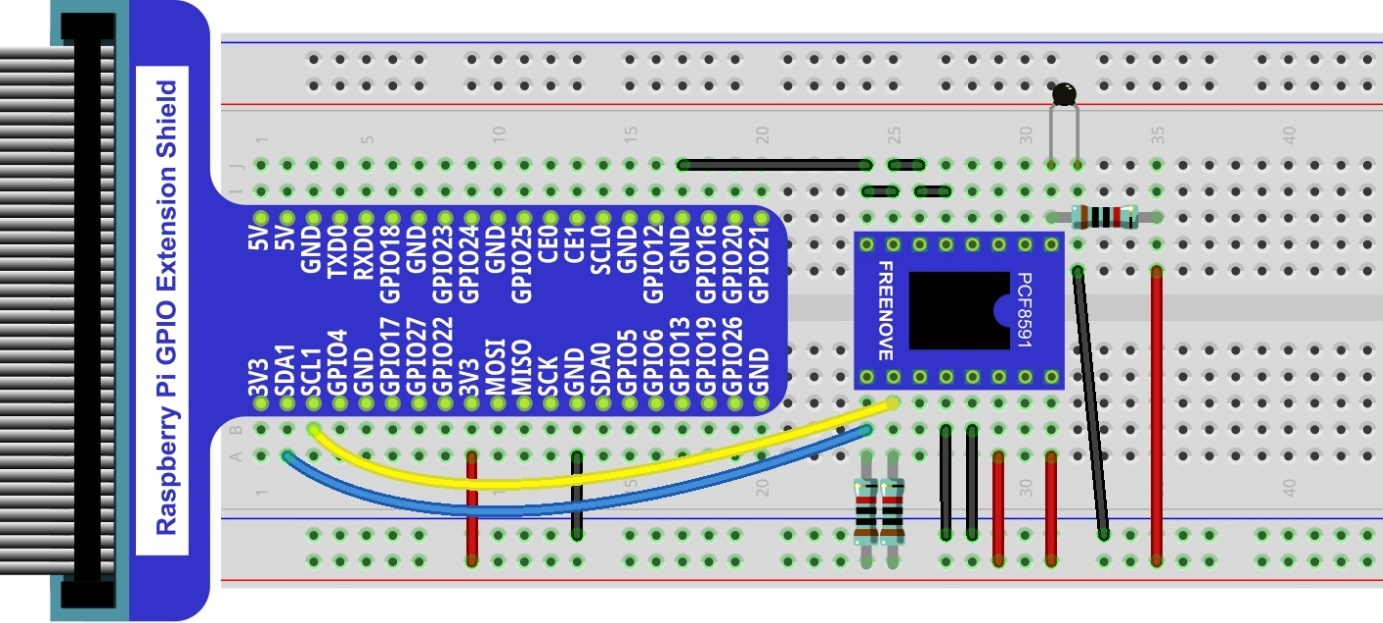 Raspberry Pi GPIO Extension Shield
1 5 10 15 20 25 30 35 40
J
I
5V 5V GND TXD0 RXD0 GPIO18 GND GPIO23 GPIO24 GND GPIO25 CE0 CE1 SCL0 GND GPIO12 GND GPIO16 GPIO20 GPIO21
FREENOVE
PCF8591
3V3 SDA1 SCL1 GPIO4 GND GPIO17 GPIO27 GPIO22 3V3 MOSI MISO SCK GND SDA0 GPIO5 GPIO6 GPIO13 GPIO19 GPIO26 GND
B
A
1 15 20 30 40